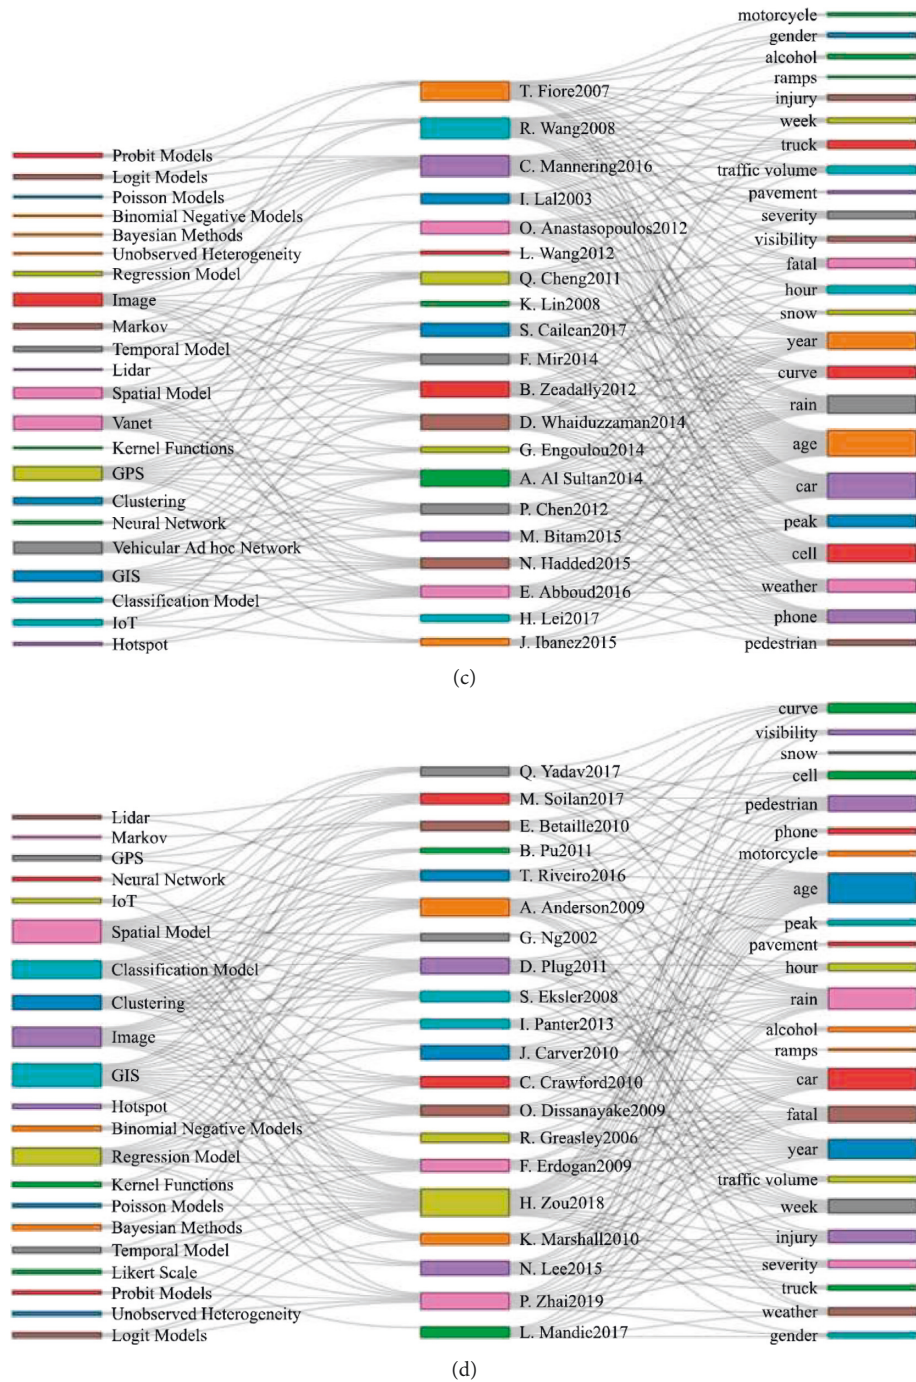 Probit Models
Logit Models
Poisson Models
Binomial Negative Models
Bayesian Methods
Unobserved Heterogeneity
Regression Model
Image
Markov
Temporal Model
Lidar
Spatial Model
Vanet
Kernel Functions
GPS
Clustering
Neural Network
Vehicular Ad hoc Network
GIS
Classification Model
IoT
Hotspot
T. Fiore2007
R. Wang2008
C. Mannering2016
I. Lal2003
O. Anastasopoulos2012
L. Wang2012
Q. Cheng2011
K. Lin2008
S. Cailean2017
F. Mir2014
B. Zeadally2012
D. Whaiduzzaman2014
G. Engoulou2014
A. Al Sultan2014
P. Chen2012
M. Bitam2015
N. Hadded2015
E. Abboud2016
H. Lei2017
J. Ibanez2015
motorcycle
gender
alcohol
ramps
injury
week
truck
traffic volume
pavement
severity
visibility
fatal
hour
snow
year
curve
rain
age
car
peak
cell
weather
phone
pedestrian
(c)
Lidar
Markov
GPS
Neural Network
IoT
Spatial Model
Classification Model
Clustering
Image
GIS
Hotspot
Binomial Negative Models
Regression Model
Kernel Functions
Poisson Models
Bayesian Methods
Temporal Model
Likert Scale
Probit Models
Unobserved Heterogeneity
Logit Models
Q. Yadav2017
M. Soilan2017
E. Betaille2010
B. Pu2011
T. Riveiro2016
A. Anderson2009
G. Ng2002
D. Plug2011
S. Eksler2008
I. Panter2013
J. Carver2010
C. Crawford2010
O. Dissanayake2009
R. Greasley2006
F. Erdogan2009
H. Zou2018
K. Marshall2010
N. Lee2015
P. Zhai2019
L. Mandic2017
curve
visibility
snow
cell
pedestrian
phone
motorcycle
age
peak
pavement
hour
rain
alcohol
ramps
car
fatal
year
traffic volume
week
injury
severity
truck
weather
gender
(d)